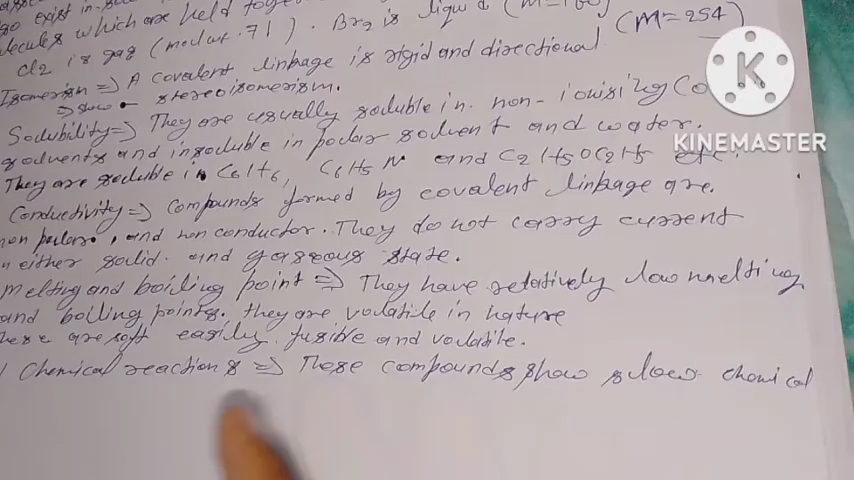 so exist in
molecules which are held together
Cl2 is gas (mol wt. 71). Br2 is liquid (M=160)
(M=254)
Isomerism => A covalent linkage is rigid and directional
=> show stereoisomerism.
Solubility => They are usually soluble in non-ionising (
solvents and insoluble in polar solvent and water.
They are soluble in C6H6, C6H5N and C2H5OC2H5 etc.
Conductivity => Compounds formed by covalent linkage are.
non polar, and non conductor. They do not carry current
either solid and gaseous state.
melting and boiling point => They have relatively low melting
and boiling points. they are volatile in nature
these are soft easily fusible and volatile.
Chemical reactions => These compounds show slow chemical
K
KINEMASTER